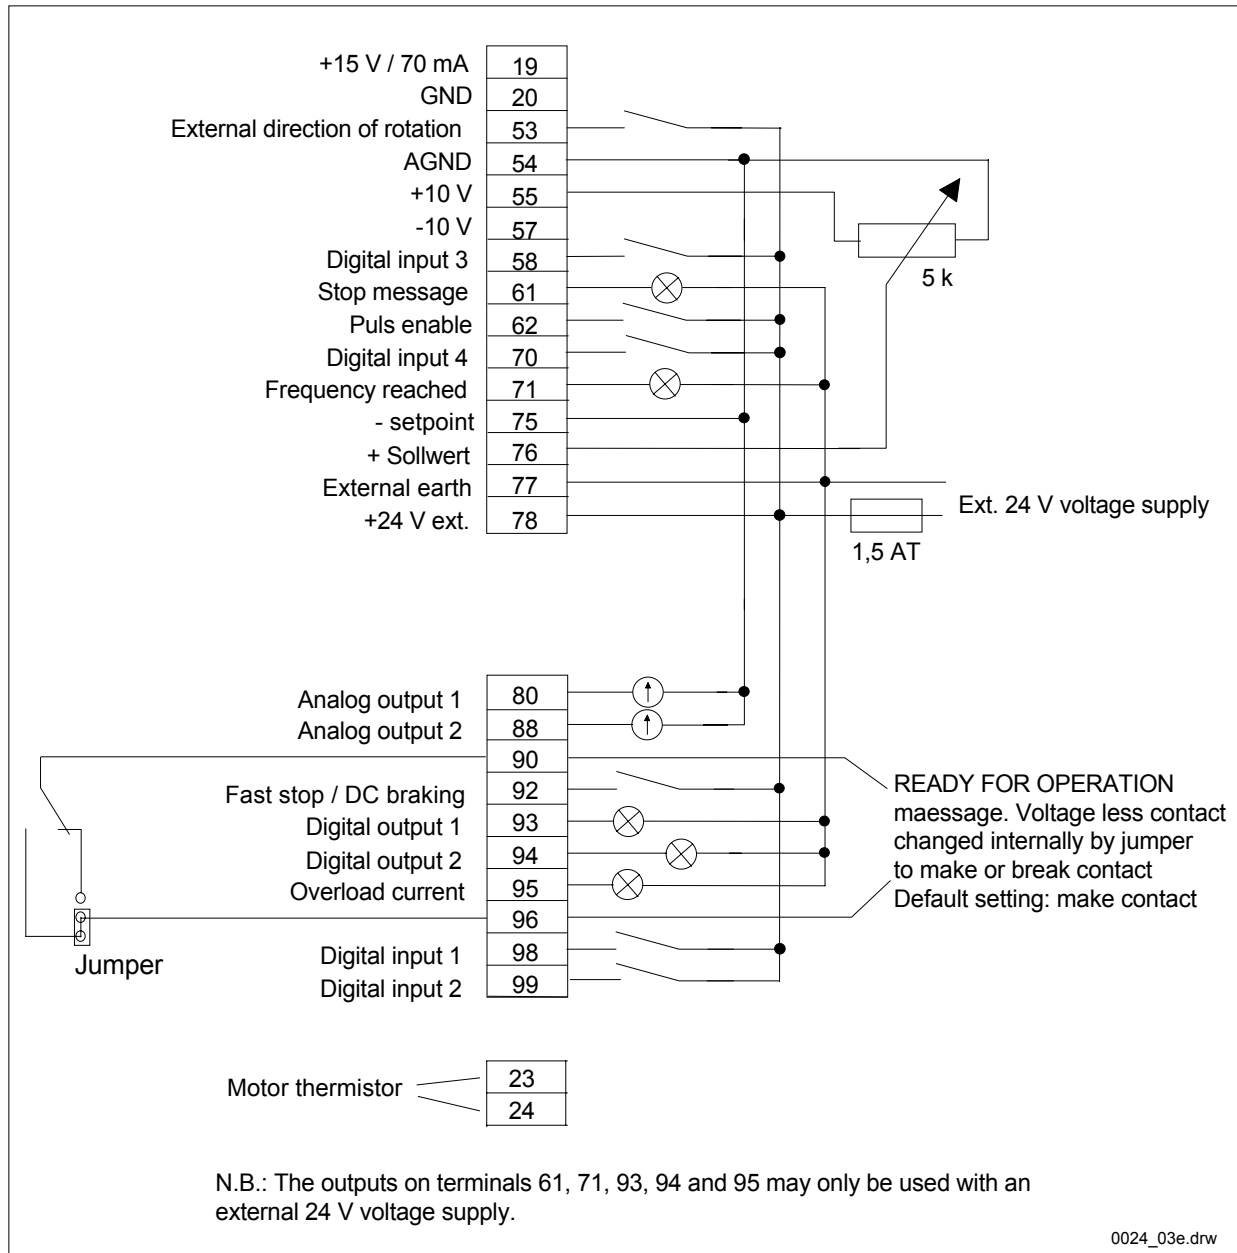 +15 V / 70 mA 19
GND 20
External direction of rotation 53
AGND 54
+10 V 55
-10 V 57
Digital input 3 58
Stop message 61
Puls enable 62
Digital input 4 70
Frequency reached 71
- setpoint 75
+ Sollwert 76
External earth 77
+24 V ext. 78
5 k
Ext. 24 V voltage supply
1,5 AT
Analog output 1 80
Analog output 2 88
90
Fast stop / DC braking 92
Digital output 1 93
Digital output 2 94
Overload current 95
96
Digital input 1 98
Digital input 2 99
READY FOR OPERATION
maessage. Voltage less contact
changed internally by jumper
to make or break contact
Default setting: make contact
Jumper
Motor thermistor 23
24
N.B.: The outputs on terminals 61, 71, 93, 94 and 95 may only be used with an
external 24 V voltage supply.
0024_03e.drw